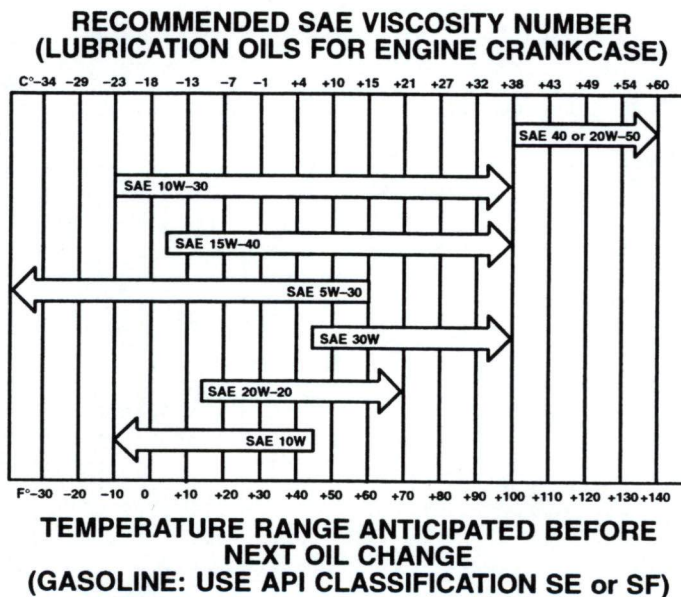 RECOMMENDED SAE VISCOSITY NUMBER
(LUBRICATION OILS FOR ENGINE CRANKCASE)
C°–34 –29 –23 –18 –13 –7 –1 +4 +10 +15 +21 +27 +32 +38 +43 +49 +54 +60
SAE 40 or 20W–50
SAE 10W–30
SAE 15W–40
SAE 5W–30
SAE 30W
SAE 20W–20
SAE 10W
F°–30 –20 –10 0 +10 +20 +30 +40 +50 +60 +70 +80 +90 +100 +110 +120 +130 +140
TEMPERATURE RANGE ANTICIPATED BEFORE
NEXT OIL CHANGE
(GASOLINE: USE API CLASSIFICATION SE or SF)